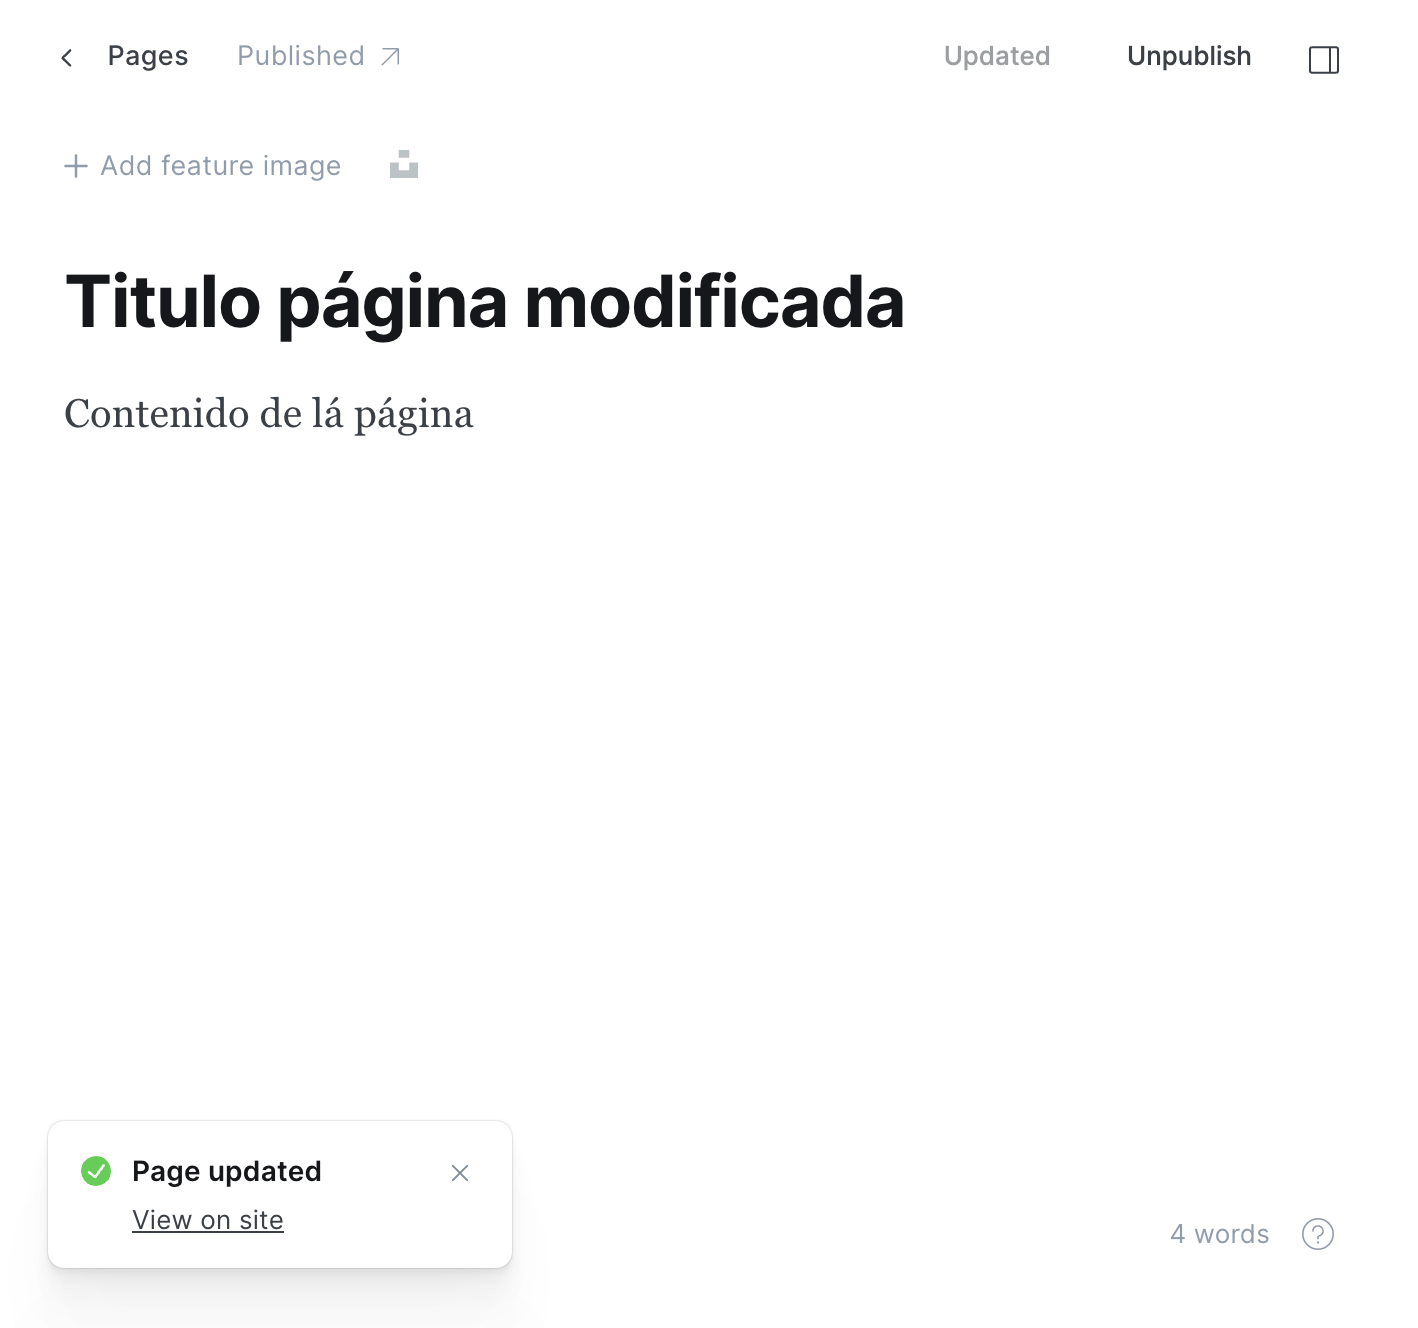 Pages Published Updated Unpublish
Add feature image
Titulo página modificada
Contenido de lá página
Page updated
View on site
4 words